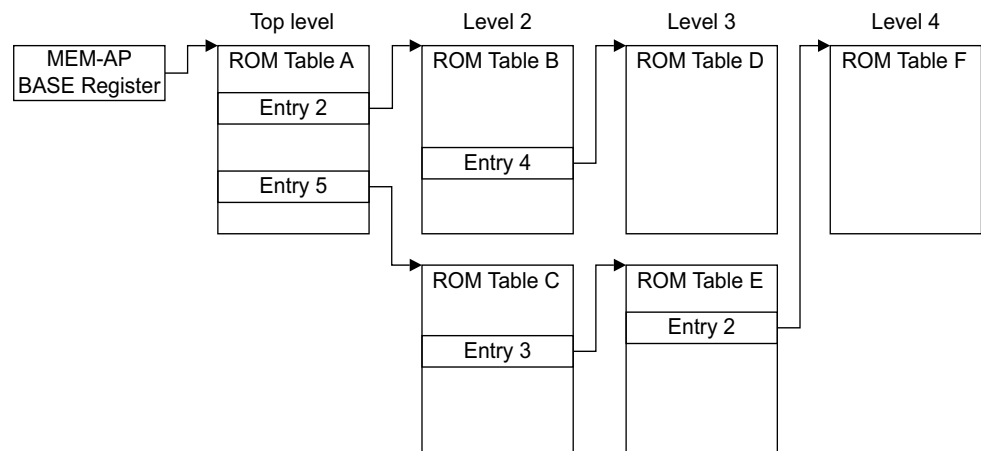 Top level
Level 2
Level 3
Level 4
MEM-AP
BASE Register
ROM Table A
Entry 2
Entry 5
ROM Table B
Entry 4
ROM Table D
ROM Table F
ROM Table C
Entry 3
ROM Table E
Entry 2